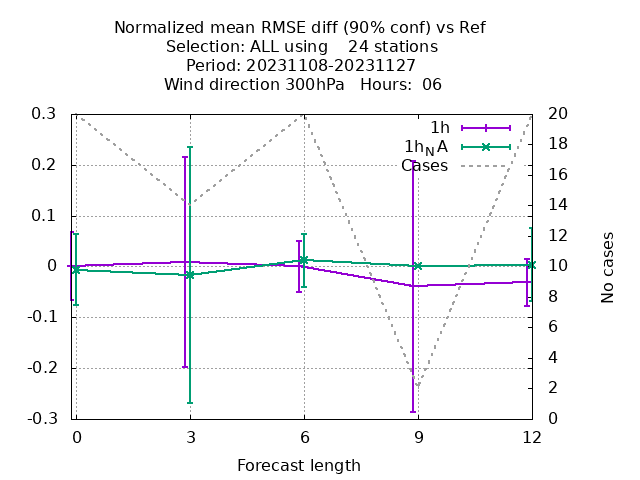 Normalized mean RMSE diff (90% conf) vs Ref
Selection: ALL using    24 stations
Period: 20231108-20231127
Wind direction 300hPa   Hours:  06
1h
1h_NA
Cases
0.3
0.2
0.1
0
-0.1
-0.2
-0.3
20
18
16
14
12
10
8
6
4
2
0
No cases
0 3 6 9 12
Forecast length